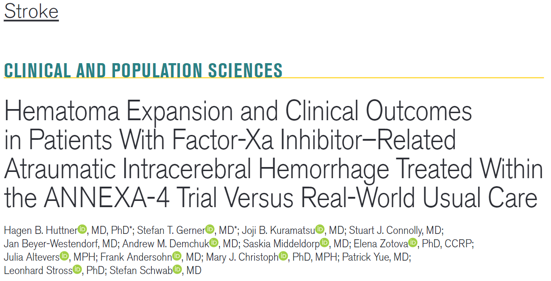 Stroke
CLINICAL AND POPULATION SCIENCES
Hematoma Expansion and Clinical Outcomes
in Patients With Factor-Xa Inhibitor–Related
Atraumatic Intracerebral Hemorrhage Treated Within
the ANNEXA-4 Trial Versus Real-World Usual Care
Hagen B. Huttner, MD, PhD*; Stefan T. Gerner, MD*; Joji B. Kuramatsu, MD; Stuart J. Connolly, MD;
Jan Beyer-Westendorf, MD; Andrew M. Demchuk, MD; Saskia Middeldorp, MD; Elena Zotova, PhD, CCRP;
Julia Altevers, MPH; Frank Andersohn, MD; Mary J. Christoph, PhD, MPH; Patrick Yue, MD;
Leonhard Stross, PhD; Stefan Schwab, MD